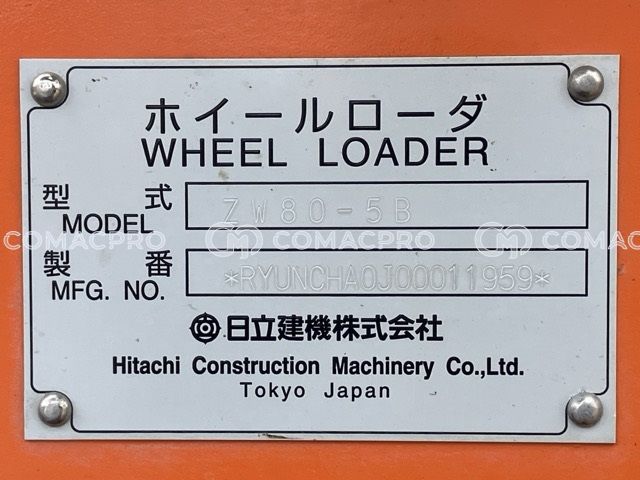 ホイールローダ
WHEEL LOADER
型 式 ZW80-5B
MODEL
COMACPRO COMACPRO COMACPRO
製 番 *RYUNCHA0J00011959*
MFG. NO.
日立建機株式会社
Hitachi Construction Machinery Co.,Ltd.
Tokyo Japan